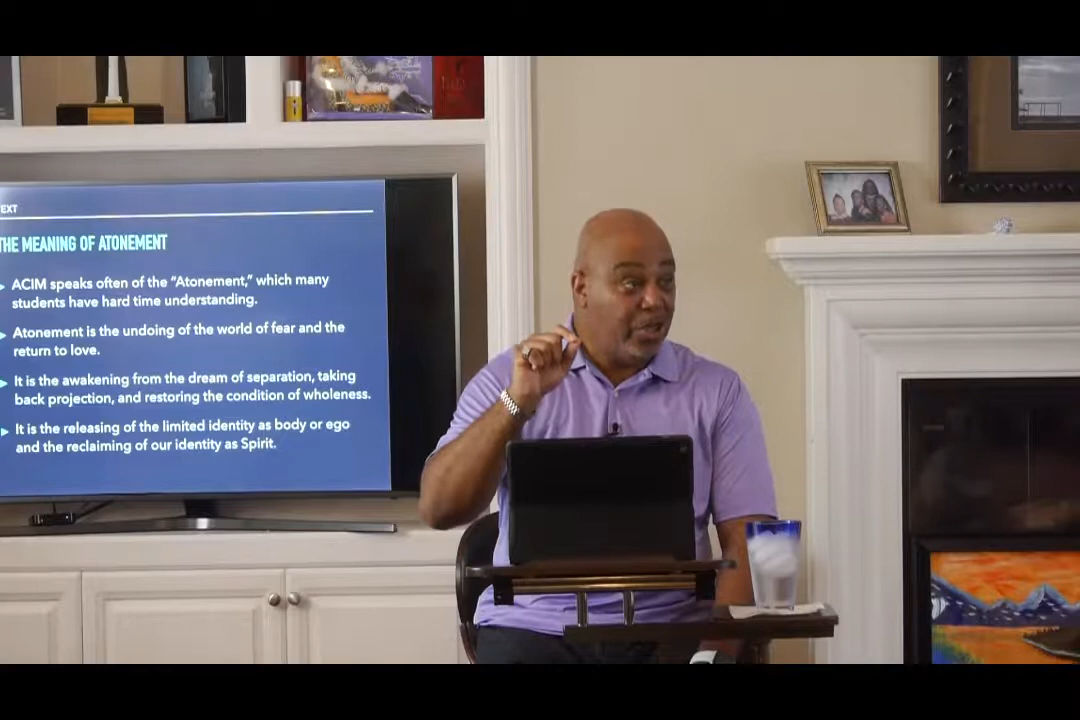 EXT
THE MEANING OF ATONEMENT
ACIM speaks often of the “Atonement,” which many
students have hard time understanding.
Atonement is the undoing of the world of fear and the
return to love.
It is the awakening from the dream of separation, taking
back projection, and restoring the condition of wholeness.
It is the releasing of the limited identity as body or ego
and the reclaiming of our identity as Spirit.